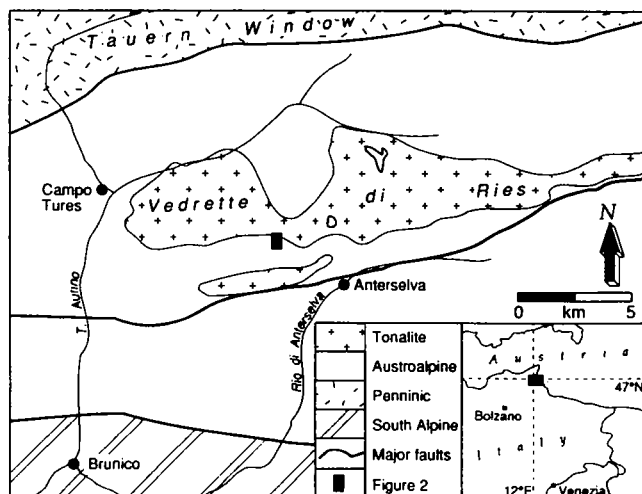 Tauern Window
Campo
Tures
Vedrette
di
Ries
N
T. Aurino
Rio di Anterselva
Anterselva
0 km 5
Brunico
Tonalite
Austroalpine
Penninic
South Alpine
Major faults
Figure 2
Austria
47°N
Bolzano
Italy
12°E
Venezia